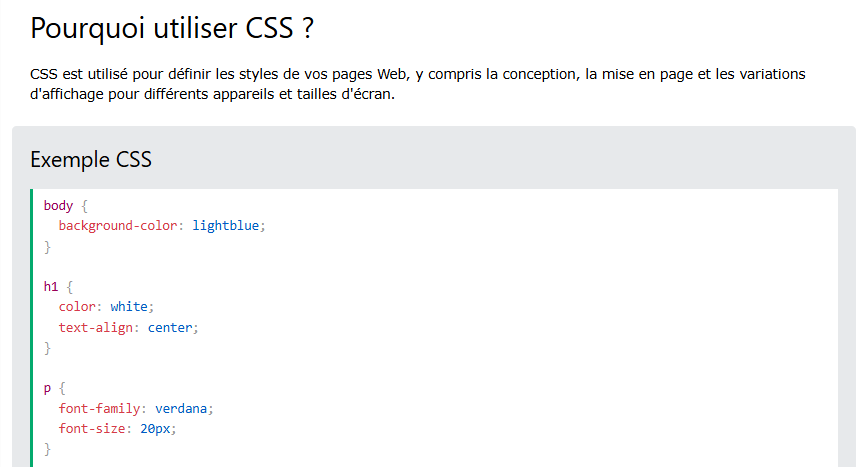 Pourquoi utiliser CSS ?
CSS est utilisé pour définir les styles de vos pages Web, y compris la conception, la mise en page et les variations
d'affichage pour différents appareils et tailles d'écran.
Exemple CSS
body {
  background-color: lightblue;
}
h1 {
  color: white;
  text-align: center;
}
p {
  font-family: verdana;
  font-size: 20px;
}